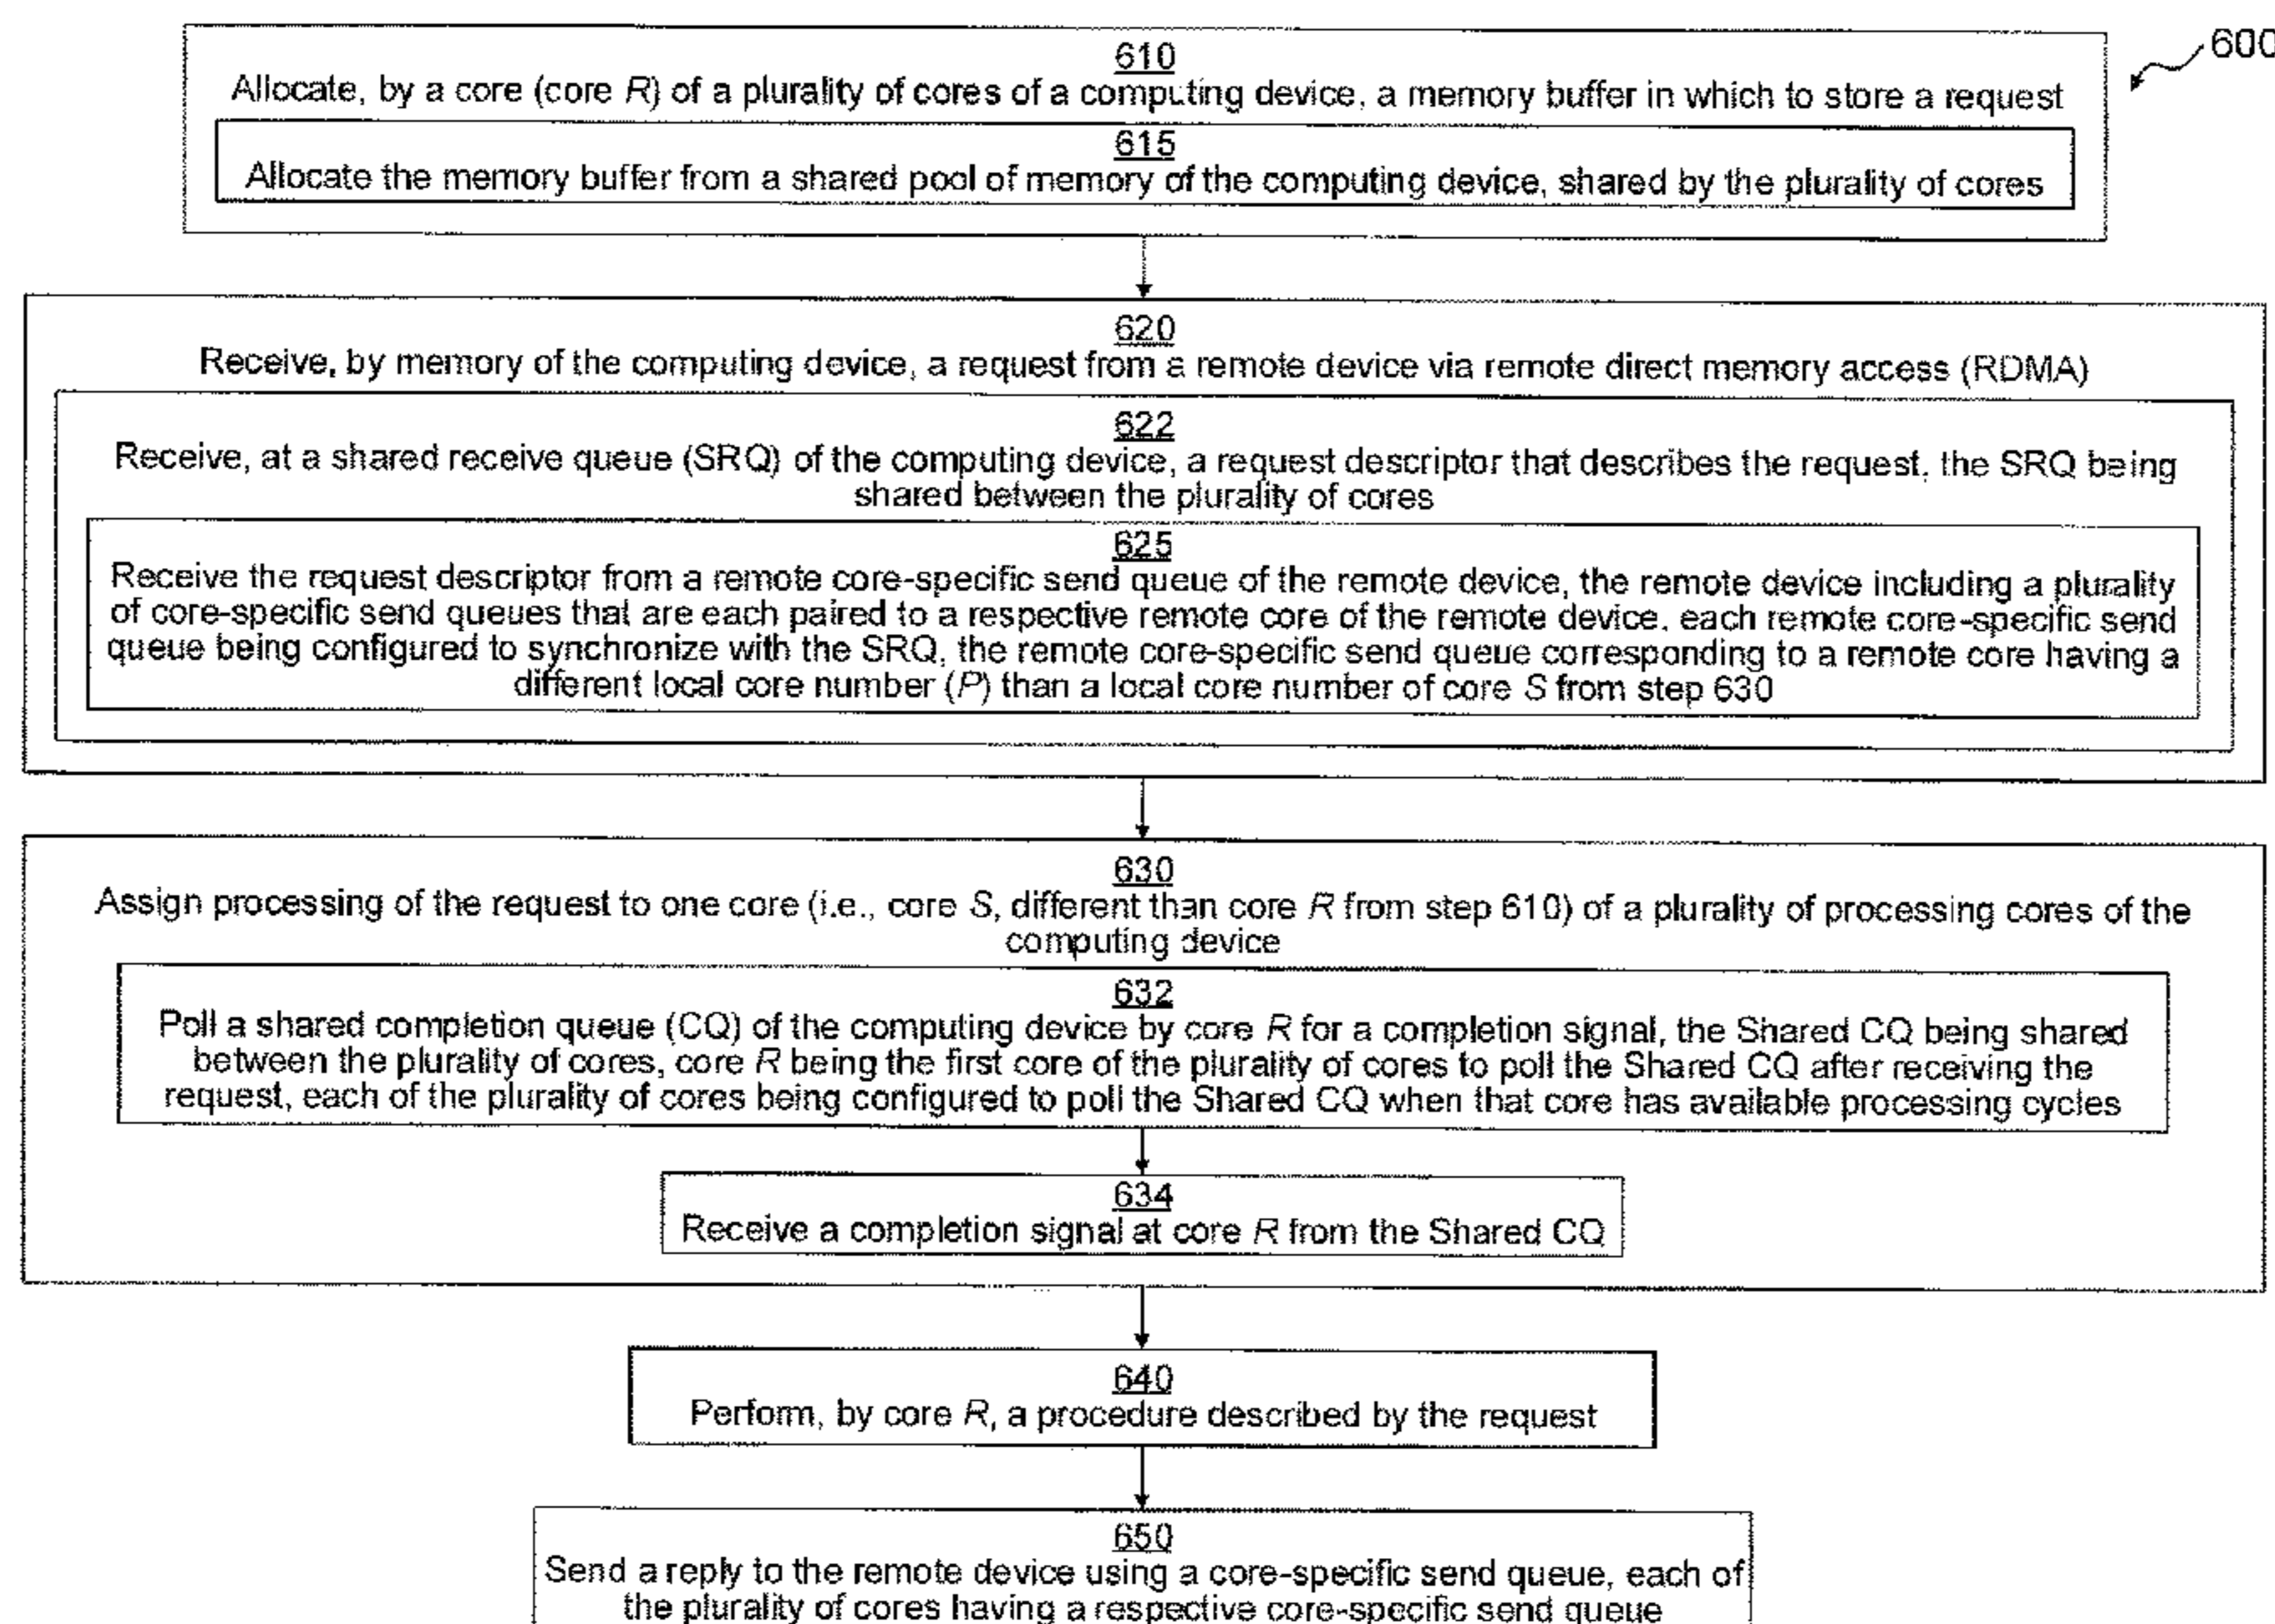 600
610
Allocate, by a core (core R) of a plurality of cores of a computing device, a memory buffer in which to store a request
615
Allocate the memory buffer from a shared pool of memory of the computing device, shared by the plurality of cores
620
Receive, by memory of the computing device, a request from a remote device via remote direct memory access (RDMA)
622
Receive, at a shared receive queue (SRQ) of the computing device, a request descriptor that describes the request, the SRQ being
shared between the plurality of cores
625
Receive the request descriptor from a remote core-specific send queue of the remote device, the remote device including a plurality
of core-specific send queues that are each paired to a respective remote core of the remote device, each remote core-specific send
queue being configured to synchronize with the SRQ, the remote core-specific send queue corresponding to a remote core having a
different local core number (P) than a local core number of core S from step 630
630
Assign processing of the request to one core (i.e., core S, different than core R from step 610) of a plurality of processing cores of the
computing device
632
Poll a shared completion queue (CQ) of the computing device by core R for a completion signal, the Shared CQ being shared
between the plurality of cores, core R being the first core of the plurality of cores to poll the Shared CQ after receiving the
request, each of the plurality of cores being configured to poll the Shared CQ when that core has available processing cycles
634
Receive a completion signal at core R from the Shared CQ
640
Perform, by core R, a procedure described by the request
650
Send a reply to the remote device using a core-specific send queue, each of
the plurality of cores having a respective core-specific send queue